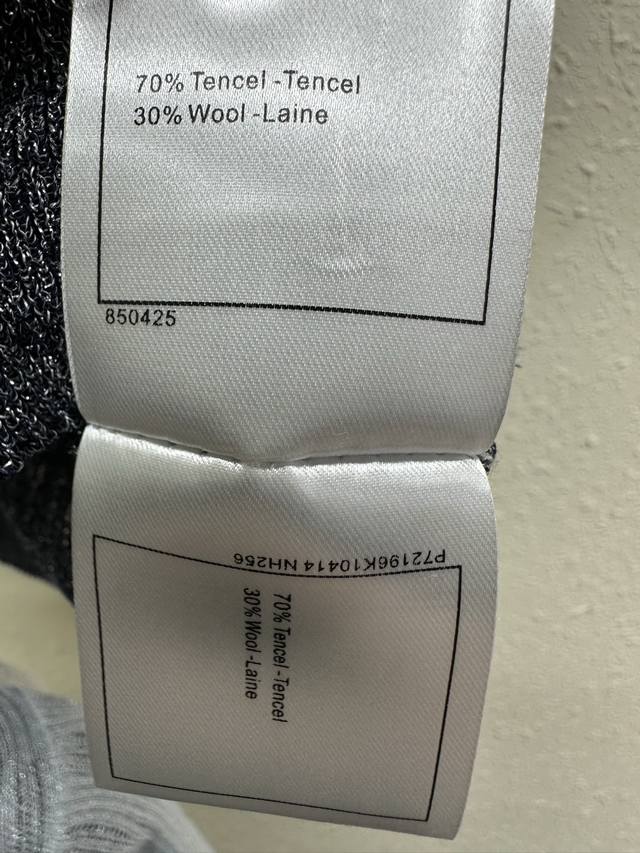 70% Tencel -Tencel
30% Wool -Laine
850425
P72196K10414 NH256
70% Tencel -Tencel
30% Wool -Laine